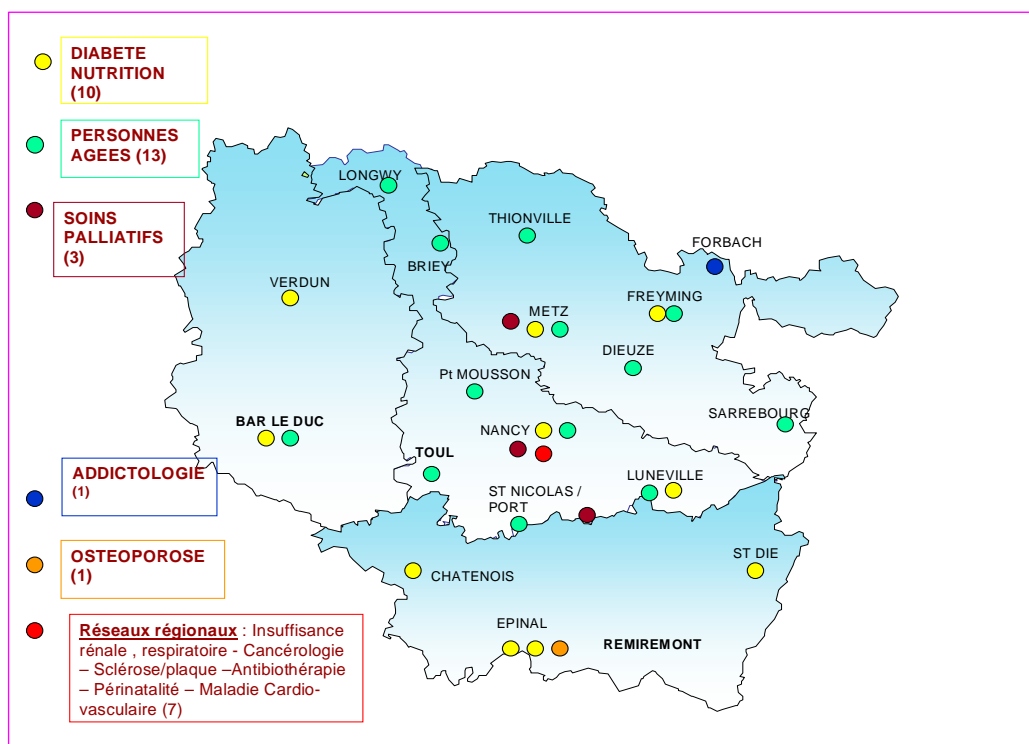 DIABETE
NUTRITION
(10)
PERSONNES
AGEES (13)
SOINS
PALLIATIFS
(3)
ADDICTOLOGIE
(1)
OSTEOPOROSE
(1)
Réseaux régionaux : Insuffisance
rénale , respiratoire - Cancérologie
– Sclérose/plaque –Antibiothérapie
– Périnatalité – Maladie Cardio-
vasculaire (7)
LONGWY
THIONVILLE
FORBACH
BRIEY
VERDUN
METZ
FREYMING
DIEUZE
Pt MOUSSON
SARREBOURG
BAR LE DUC
NANCY
TOUL
LUNEVILLE
ST NICOLAS /
PORT
ST DIE
CHATENOIS
EPINAL
REMIREMONT